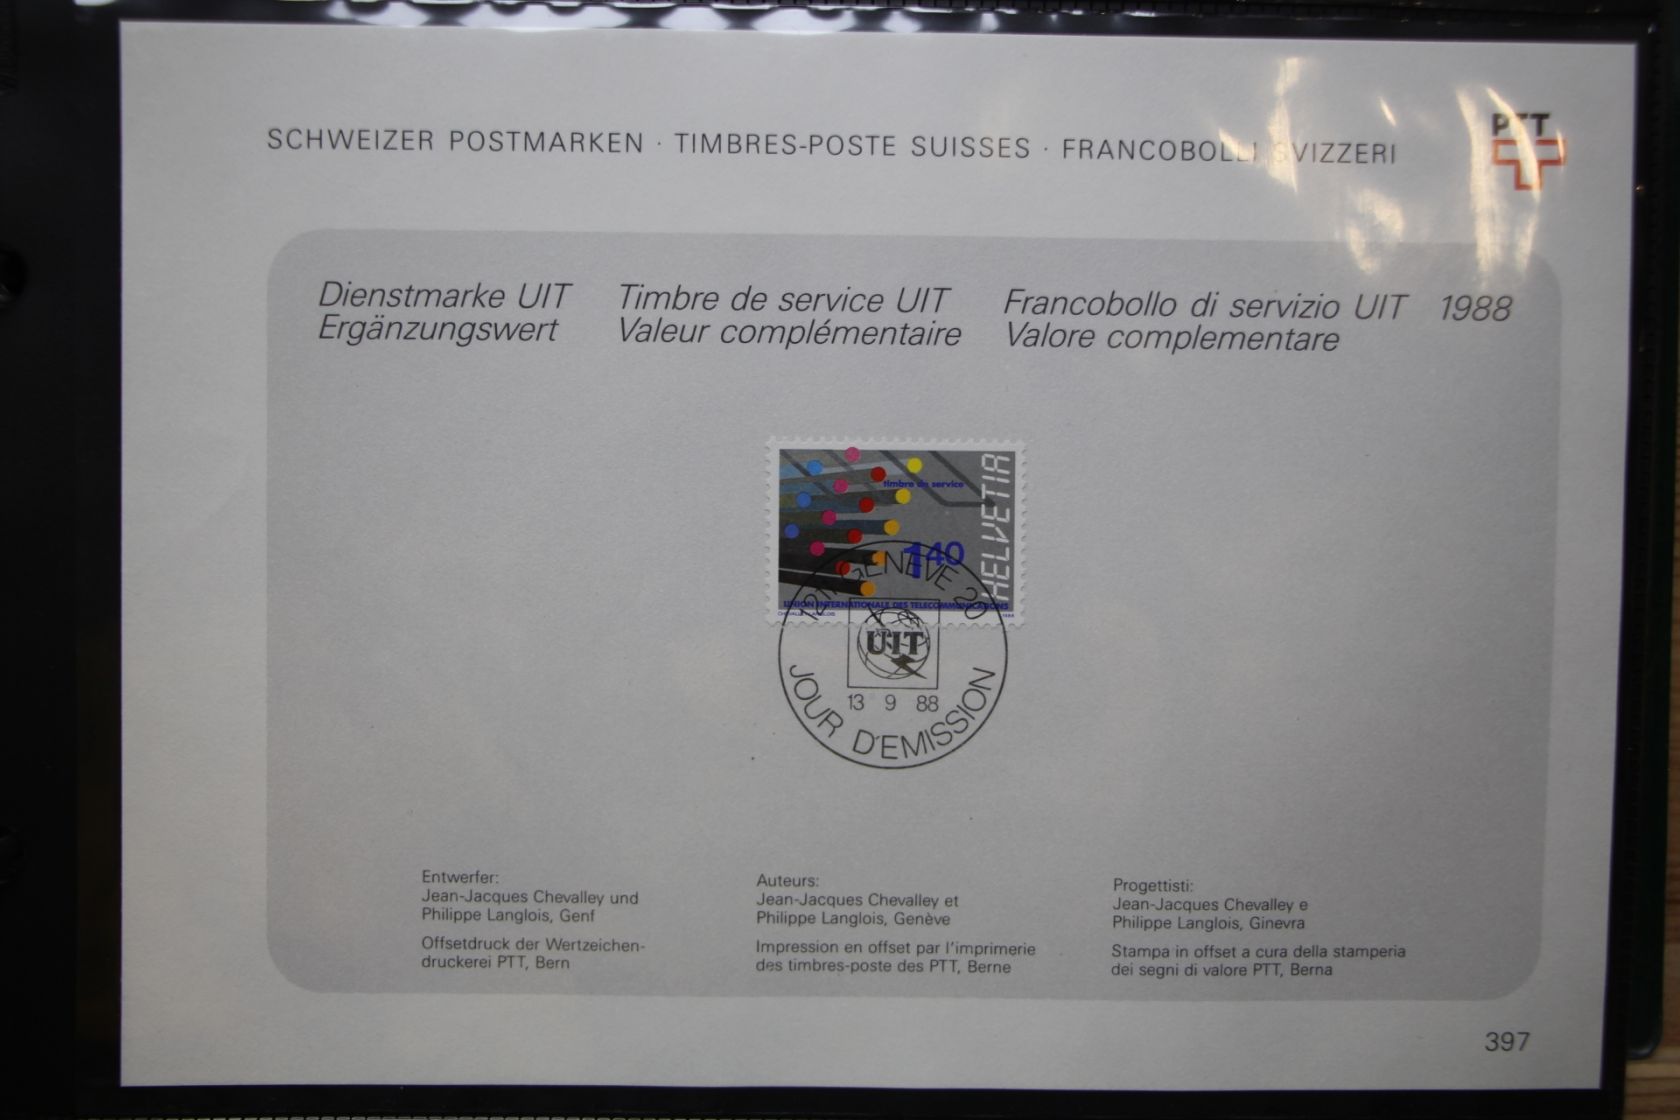 SCHWEIZER POSTMARKEN · TIMBRES-POSTE SUISSES · FRANCOBOLLI SVIZZERI
PTT
Dienstmarke UIT
Ergänzungswert
Timbre de service UIT
Valeur complémentaire
Francobollo di servizio UIT 1988
Valore complementare
timbre de service
HELVETIA
140
UNION INTERNATIONALE DES TELECOMMUNICATIONS
1211 GENÈVE 20
UIT
13 9 88
JOUR D'EMISSION
Entwerfer:
Jean-Jacques Chevalley und
Philippe Langlois, Genf
Offsetdruck der Wertzeichen-
druckerei PTT, Bern
Auteurs:
Jean-Jacques Chevalley et
Philippe Langlois, Genève
Impression en offset par l'imprimerie
des timbres-poste des PTT, Berne
Progettisti:
Jean-Jacques Chevalley e
Philippe Langlois, Ginevra
Stampa in offset a cura della stamperia
dei segni di valore PTT, Berna
397